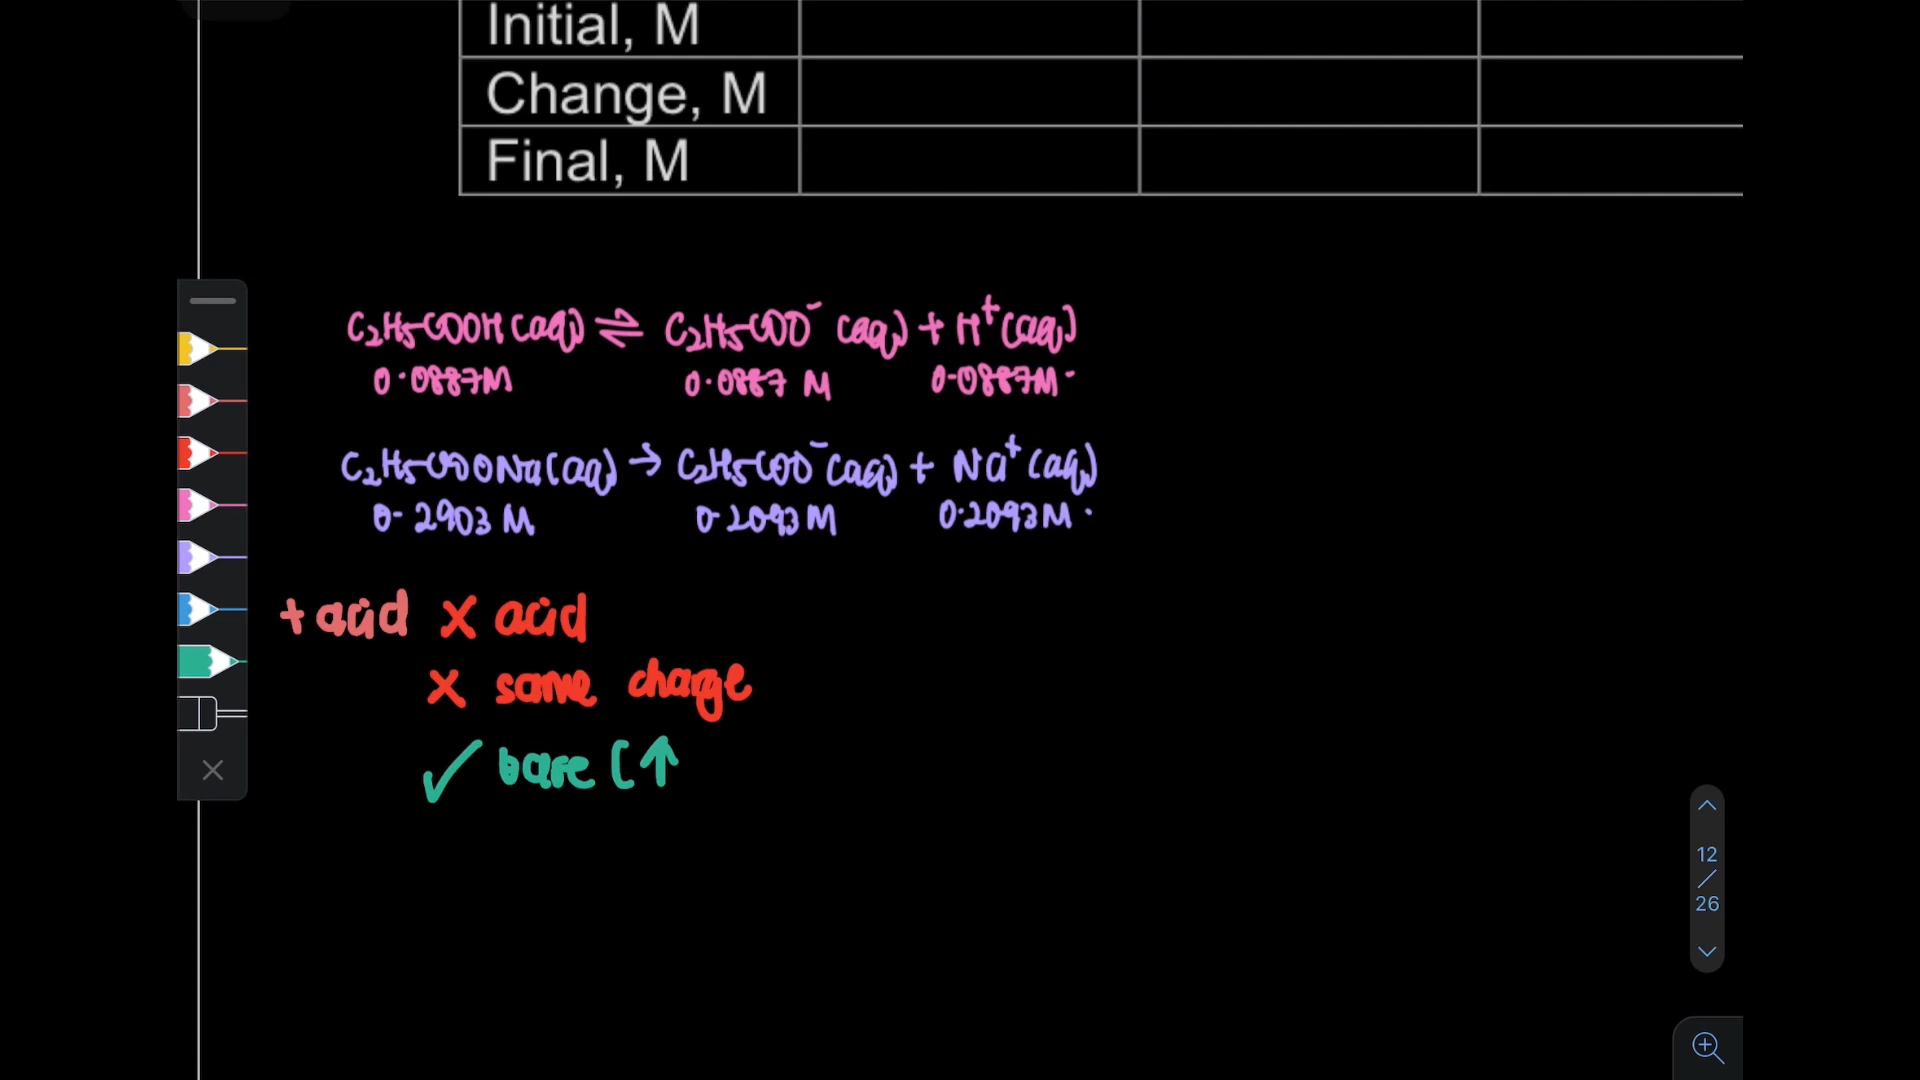 Initial, M
Change, M
Final, M
C₂H₅COOH (aq) ⇌ C₂H₅COO⁻ (aq) + H⁺ (aq)
0.0887M 0.0887 M 0.0887M.
C₂H₅COONa (aq) → C₂H₅COO⁻ (aq) + Na⁺ (aq)
0.2903 M 0.2093 M 0.2093 M.
+ acid X acid
X same charge
✓ base (↑
12
/
26